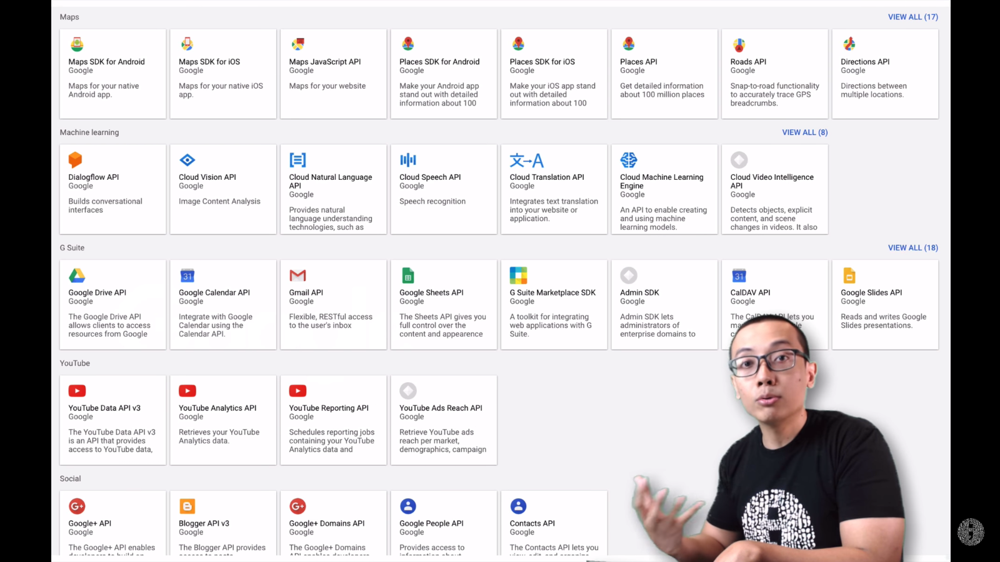 Maps
VIEW ALL (17)
Maps SDK for Android
Google
Maps for your native
Android app.
Maps SDK for iOS
Google
Maps for your native iOS
app.
Maps JavaScript API
Google
Maps for your website
Places SDK for Android
Google
Make your Android app
stand out with detailed
information about 100
Places SDK for iOS
Google
Make your iOS app stand
out with detailed
information about 100
Places API
Google
Get detailed information
about 100 million places
Roads API
Google
Snap-to-road functionality
to accurately trace GPS
breadcrumbs.
Directions API
Google
Directions between
multiple locations.
Machine learning
VIEW ALL (8)
Dialogflow API
Google
Builds conversational
interfaces
Cloud Vision API
Google
Image Content Analysis
Cloud Natural Language
API
Google
Provides natural
language understanding
technologies, such as
Cloud Speech API
Google
Speech recognition
文→A
Cloud Translation API
Google
Integrates text translation
into your website or
application.
Cloud Machine Learning
Engine
Google
An API to enable creating
and using machine
learning models.
Cloud Video Intelligence
API
Google
Detects objects, explicit
content, and scene
changes in videos. It also
G Suite
VIEW ALL (18)
Google Drive API
Google
The Google Drive API
allows clients to access
resources from Google
31
Google Calendar API
Google
Integrate with Google
Calendar using the
Calendar API.
Gmail API
Google
Flexible, RESTful access
to the user's inbox
Google Sheets API
Google
The Sheets API gives you
full control over the
content and appearence
G Suite Marketplace SDK
Google
A toolkit for integrating
web applications with G
Suite.
Admin SDK
Google
Admin SDK lets
administrators of
enterprise domains to
31
CalDAV API
Google
The CalDAV API lets you
Google Slides API
Google
Reads and writes Google
Slides presentations.
YouTube
YouTube Data API v3
Google
The YouTube Data API v3
is an API that provides
access to YouTube data,
YouTube Analytics API
Google
Retrieves your YouTube
Analytics data.
YouTube Reporting API
Google
Schedules reporting jobs
containing your YouTube
Analytics data and
YouTube Ads Reach API
Google
Retrieve YouTube ads
reach per market,
demographics, campaign
Social
G+
Google+ API
Google
The Google+ API enables
Blogger API v3
Google
The Blogger API provides
G+
Google+ Domains API
Google
The Google+ Domains
Google People API
Google
Provides access to
Contacts API
Google
The Contacts API lets you